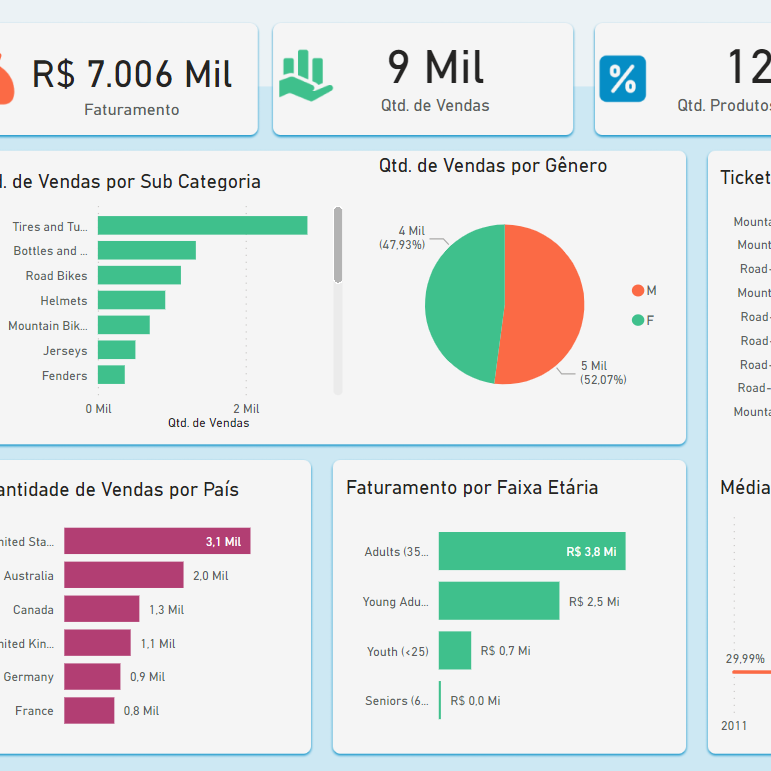 R$ 7.006 Mil
Faturamento
9 Mil
Qtd. de Vendas
12
Qtd. Produtos
d. de Vendas por Sub Categoria
Tires and Tu...
Bottles and ...
Road Bikes
Helmets
Mountain Bik...
Jerseys
Fenders
0 Mil
2 Mil
Qtd. de Vendas
Qtd. de Vendas por Gênero
4 Mil
(47,93%)
M
F
5 Mil
(52,07%)
Ticket
Mounta
Mount
Road-
Mount
Road-
Road-
Road-
Road-
Mounta
antidade de Vendas por País
nited Sta...
3,1 Mil
Australia
2,0 Mil
Canada
1,3 Mil
nited Kin...
1,1 Mil
Germany
0,9 Mil
France
0,8 Mil
Faturamento por Faixa Etária
Adults (35...
R$ 3,8 Mi
Young Adu...
R$ 2,5 Mi
Youth (<25)
R$ 0,7 Mi
Seniors (6...
R$ 0,0 Mi
Média
29,99%
2011